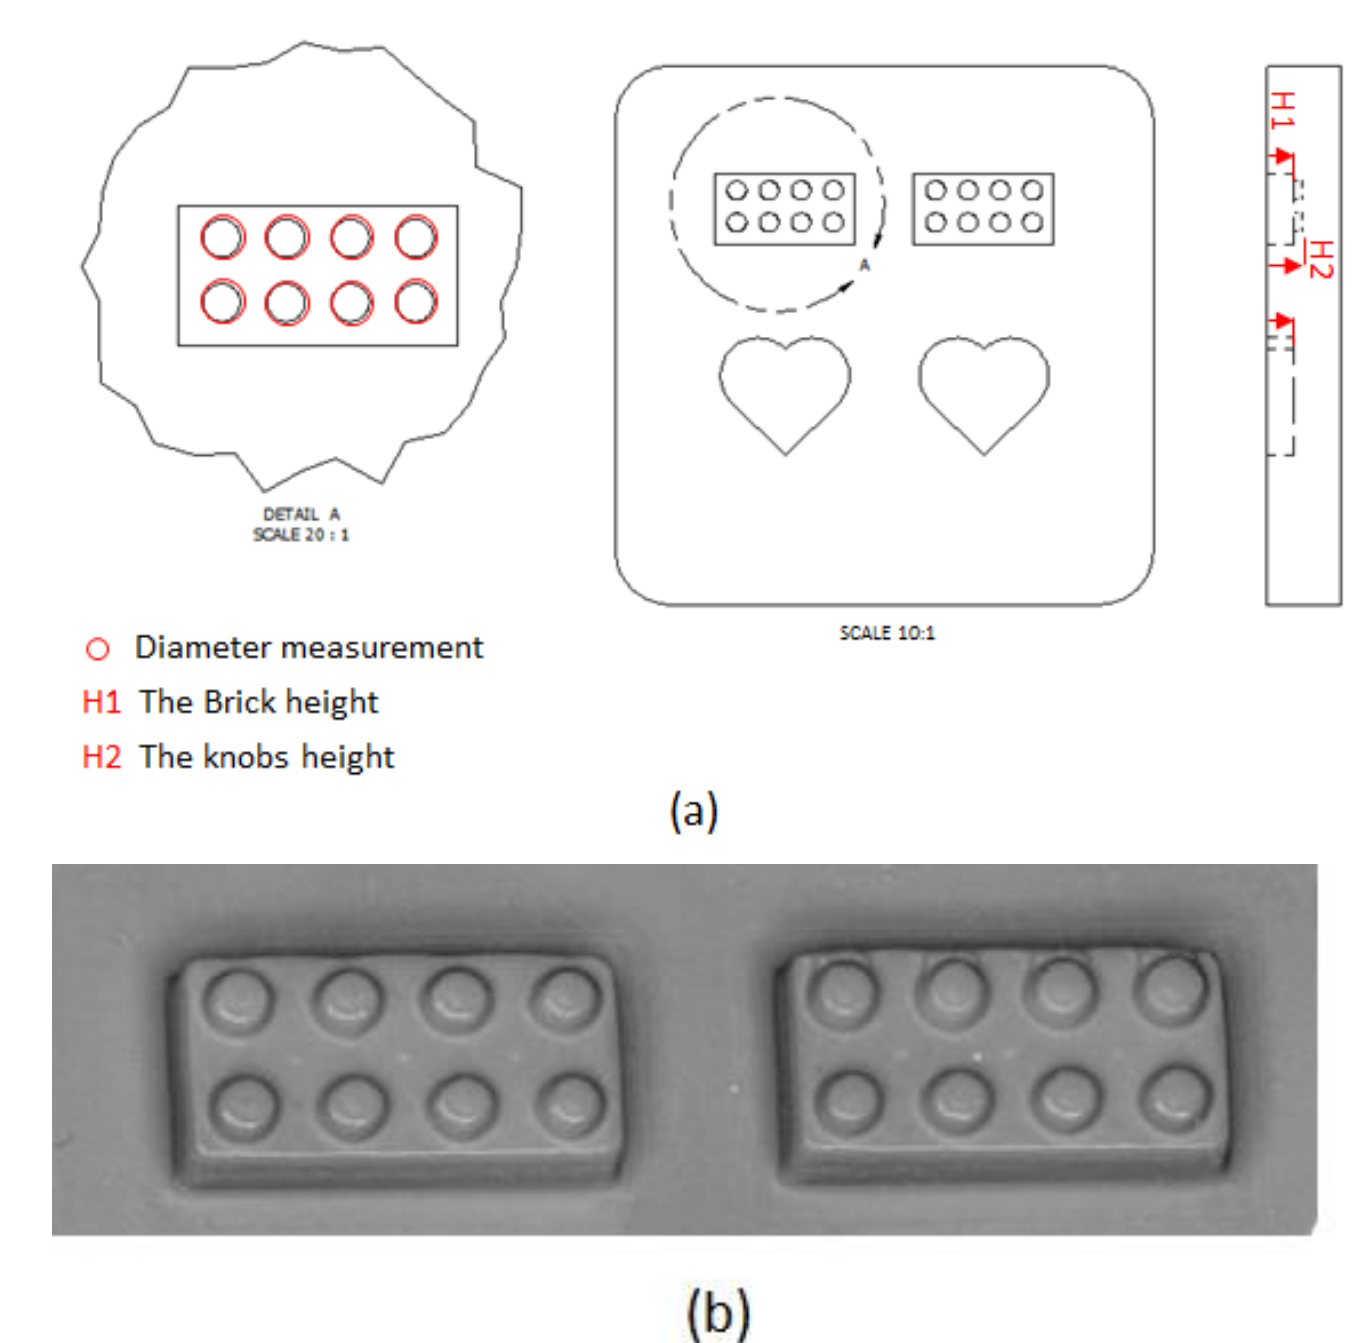 H1
A
H2
DETAIL A
SCALE 20 : 1
SCALE 10:1
Diameter measurement
H1 The Brick height
H2 The knobs height
(a)
(b)